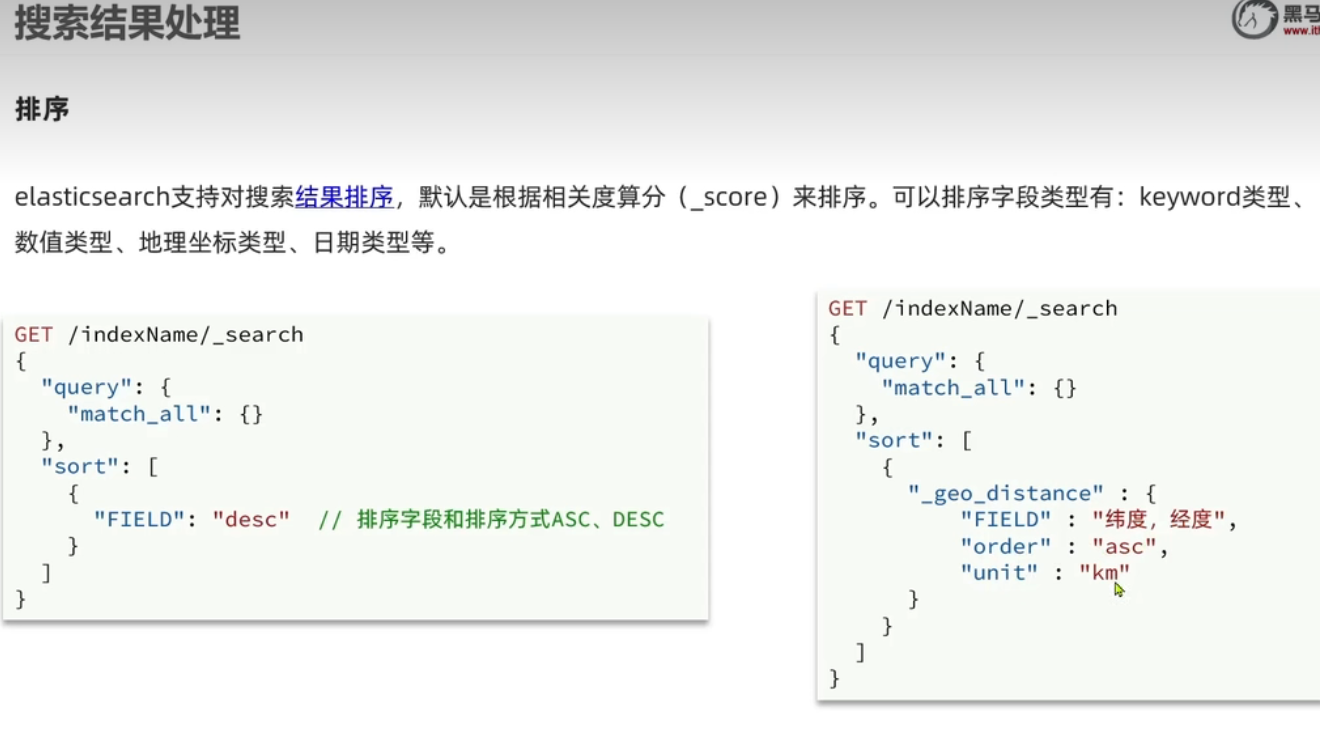 搜索结果处理
黑马
www.ith
排序
elasticsearch支持对搜索结果排序，默认是根据相关度算分（_score）来排序。可以排序字段类型有：keyword类型、
数值类型、地理坐标类型、日期类型等。
GET /indexName/_search
{
  "query": {
    "match_all": {}
  },
  "sort": [
    {
      "FIELD": "desc"  // 排序字段和排序方式ASC、DESC
    }
  ]
}
GET /indexName/_search
{
  "query": {
    "match_all": {}
  },
  "sort": [
    {
      "_geo_distance" : {
          "FIELD" : "纬度，经度",
          "order" : "asc",
          "unit" : "km"
      }
    }
  ]
}